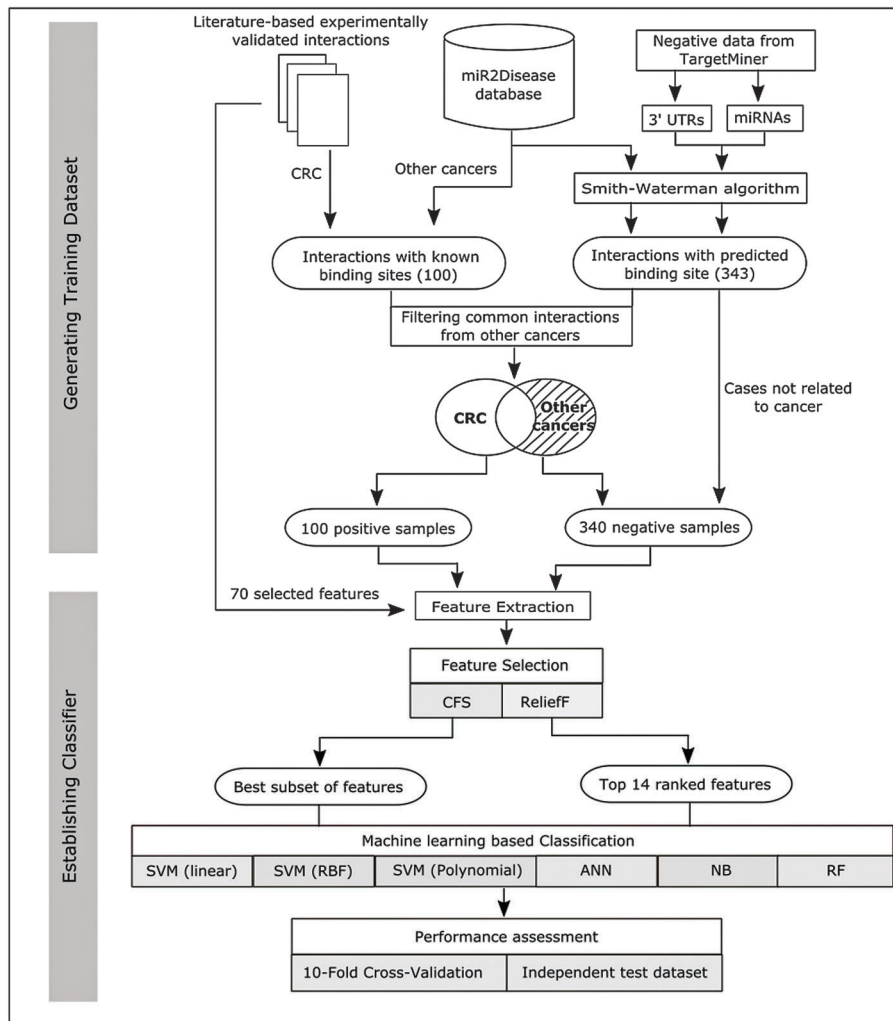 Literature-based experimentally
validated interactions
miR2Disease
database
Negative data from
TargetMiner
3' UTRs
miRNAs
CRC
Other cancers
Smith-Waterman algorithm
Interactions with known
binding sites (100)
Interactions with predicted
binding site (343)
Filtering common interactions
from other cancers
Cases not related
to cancer
CRC
Other
cancers
100 positive samples
340 negative samples
Generating Training Dataset
70 selected features
Feature Extraction
Feature Selection
CFS
ReliefF
Best subset of features
Top 14 ranked features
Machine learning based Classification
SVM (linear)
SVM (RBF)
SVM (Polynomial)
ANN
NB
RF
Performance assessment
10-Fold Cross-Validation
Independent test dataset
Establishing Classifier